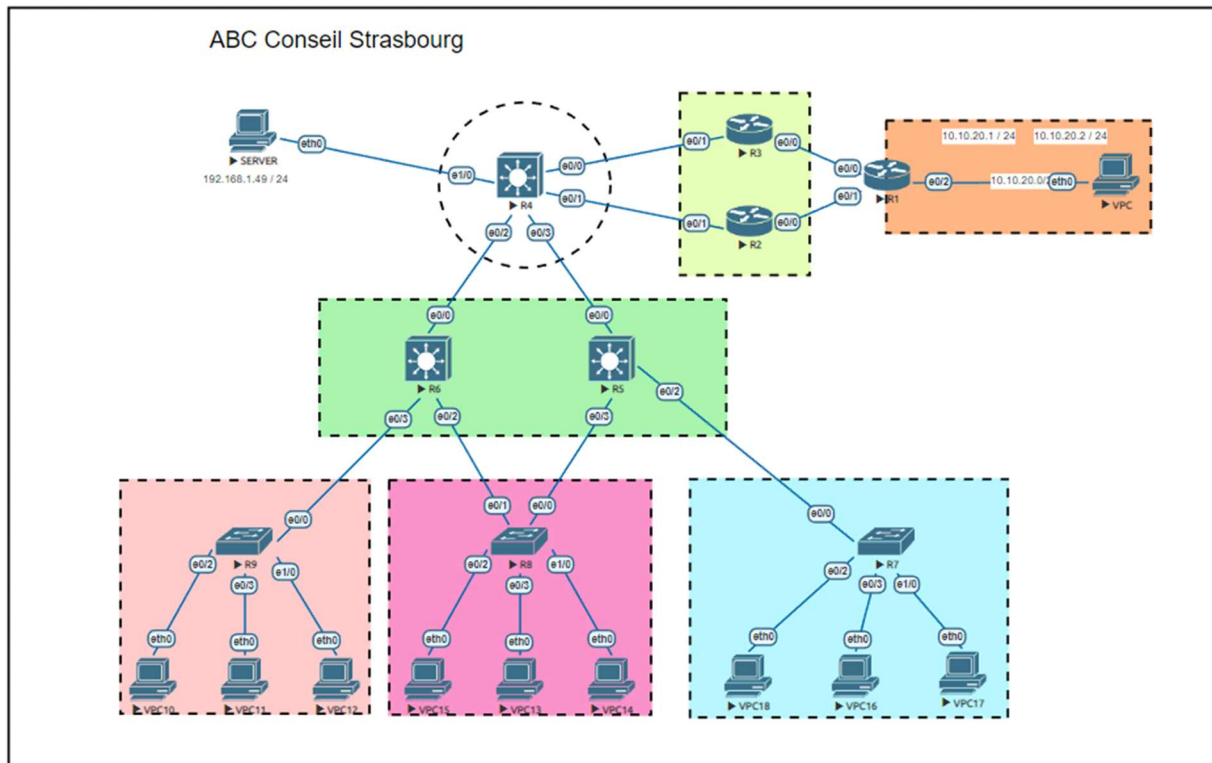 ABC Conseil Strasbourg
10.10.20.1 / 24 10.10.20.2 / 24
e0/1 R3 e0/0
eth0 SERVER
192.168.1.49 / 24
e1/0 R4 e0/0
e0/1
e0/0 R1 e0/2 10.10.20.0/ eth0 VPC
e0/1
e0/1 R2 e0/0
e0/2 e0/3
e0/0 e0/0
R6 R5
e0/3 e0/2 e0/3 e0/2
e0/0 e0/1 e0/0 e0/0
R9 R8 R7
e0/2 e0/3 e1/0 e0/2 e0/3 e1/0 e0/2 e0/3 e1/0
eth0 eth0 eth0 eth0 eth0 eth0 eth0 eth0 eth0
VPC10 VPC11 VPC12 VPC15 VPC13 VPC14 VPC18 VPC16 VPC17